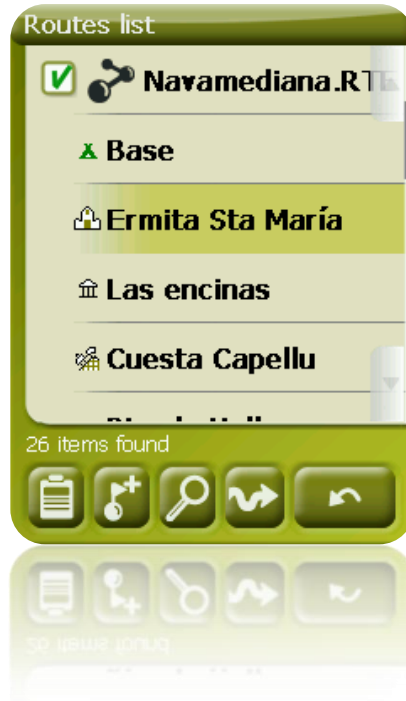 Routes list
Navamediana.RT
Base
Ermita Sta María
Las encinas
Cuesta Capellu
26 items found